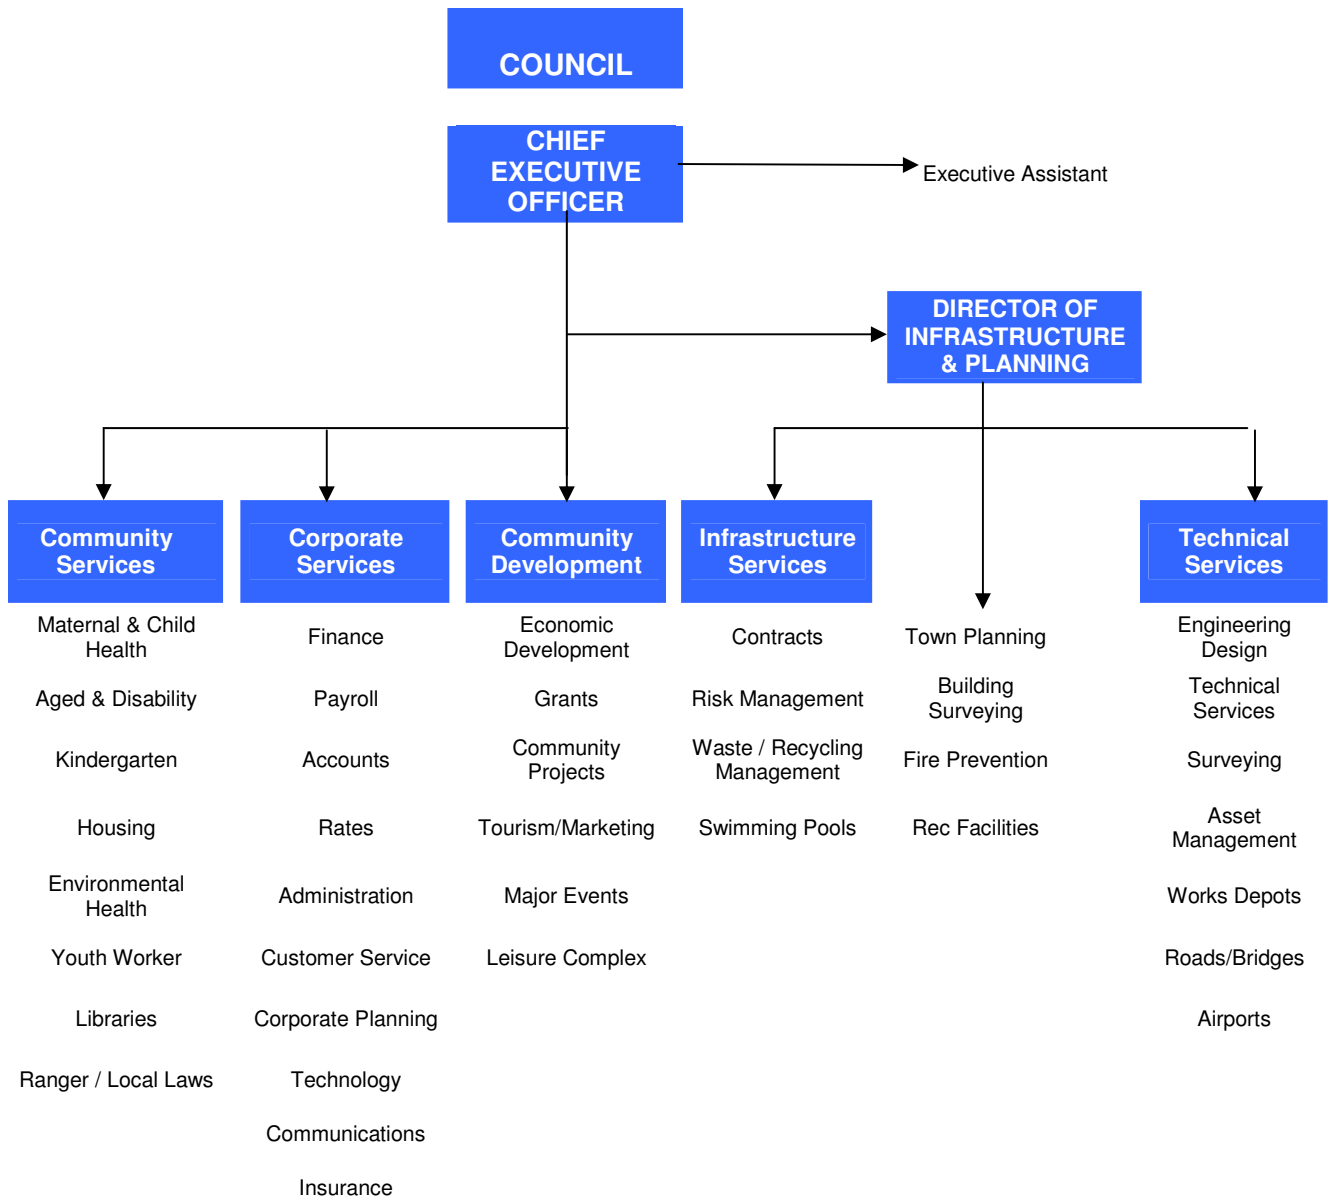 COUNCIL
CHIEF
EXECUTIVE
OFFICER
Executive Assistant
DIRECTOR OF
INFRASTRUCTURE
& PLANNING
Community
Services
Maternal & Child
Health
Aged & Disability
Kindergarten
Housing
Environmental
Health
Youth Worker
Libraries
Ranger / Local Laws
Corporate
Services
Finance
Payroll
Accounts
Rates
Administration
Customer Service
Corporate Planning
Technology
Communications
Insurance
Community
Development
Economic
Development
Grants
Community
Projects
Tourism/Marketing
Major Events
Leisure Complex
Infrastructure
Services
Contracts
Risk Management
Waste / Recycling
Management
Swimming Pools
Town Planning
Building
Surveying
Fire Prevention
Rec Facilities
Technical
Services
Engineering
Design
Technical
Services
Surveying
Asset
Management
Works Depots
Roads/Bridges
Airports